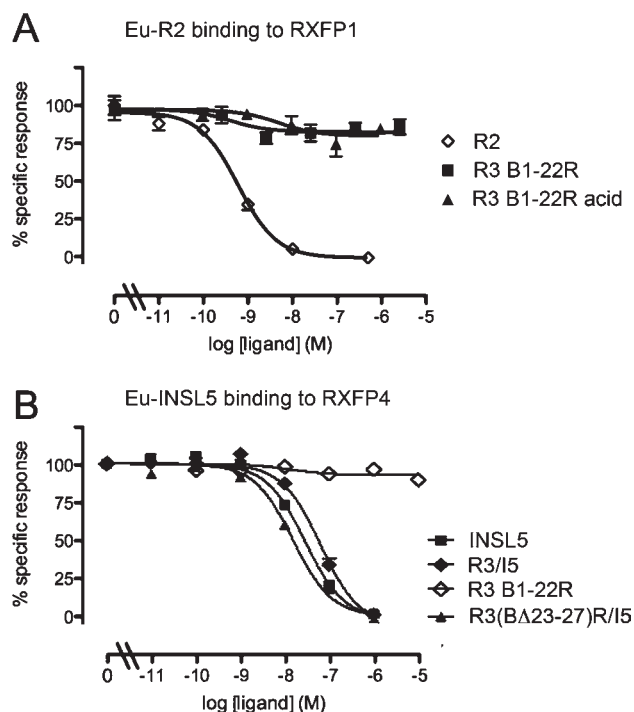 A
Eu-R2 binding to RXFP1
% specific response
100
75
50
25
0
R2
R3 B1-22R
R3 B1-22R acid
0 -11 -10 -9 -8 -7 -6 -5
log [ligand] (M)
B
Eu-INSL5 binding to RXFP4
% specific response
100
75
50
25
0
INSL5
R3/I5
R3 B1-22R
R3(BΔ23-27)R/I5
0 -11 -10 -9 -8 -7 -6 -5
log [ligand] (M)